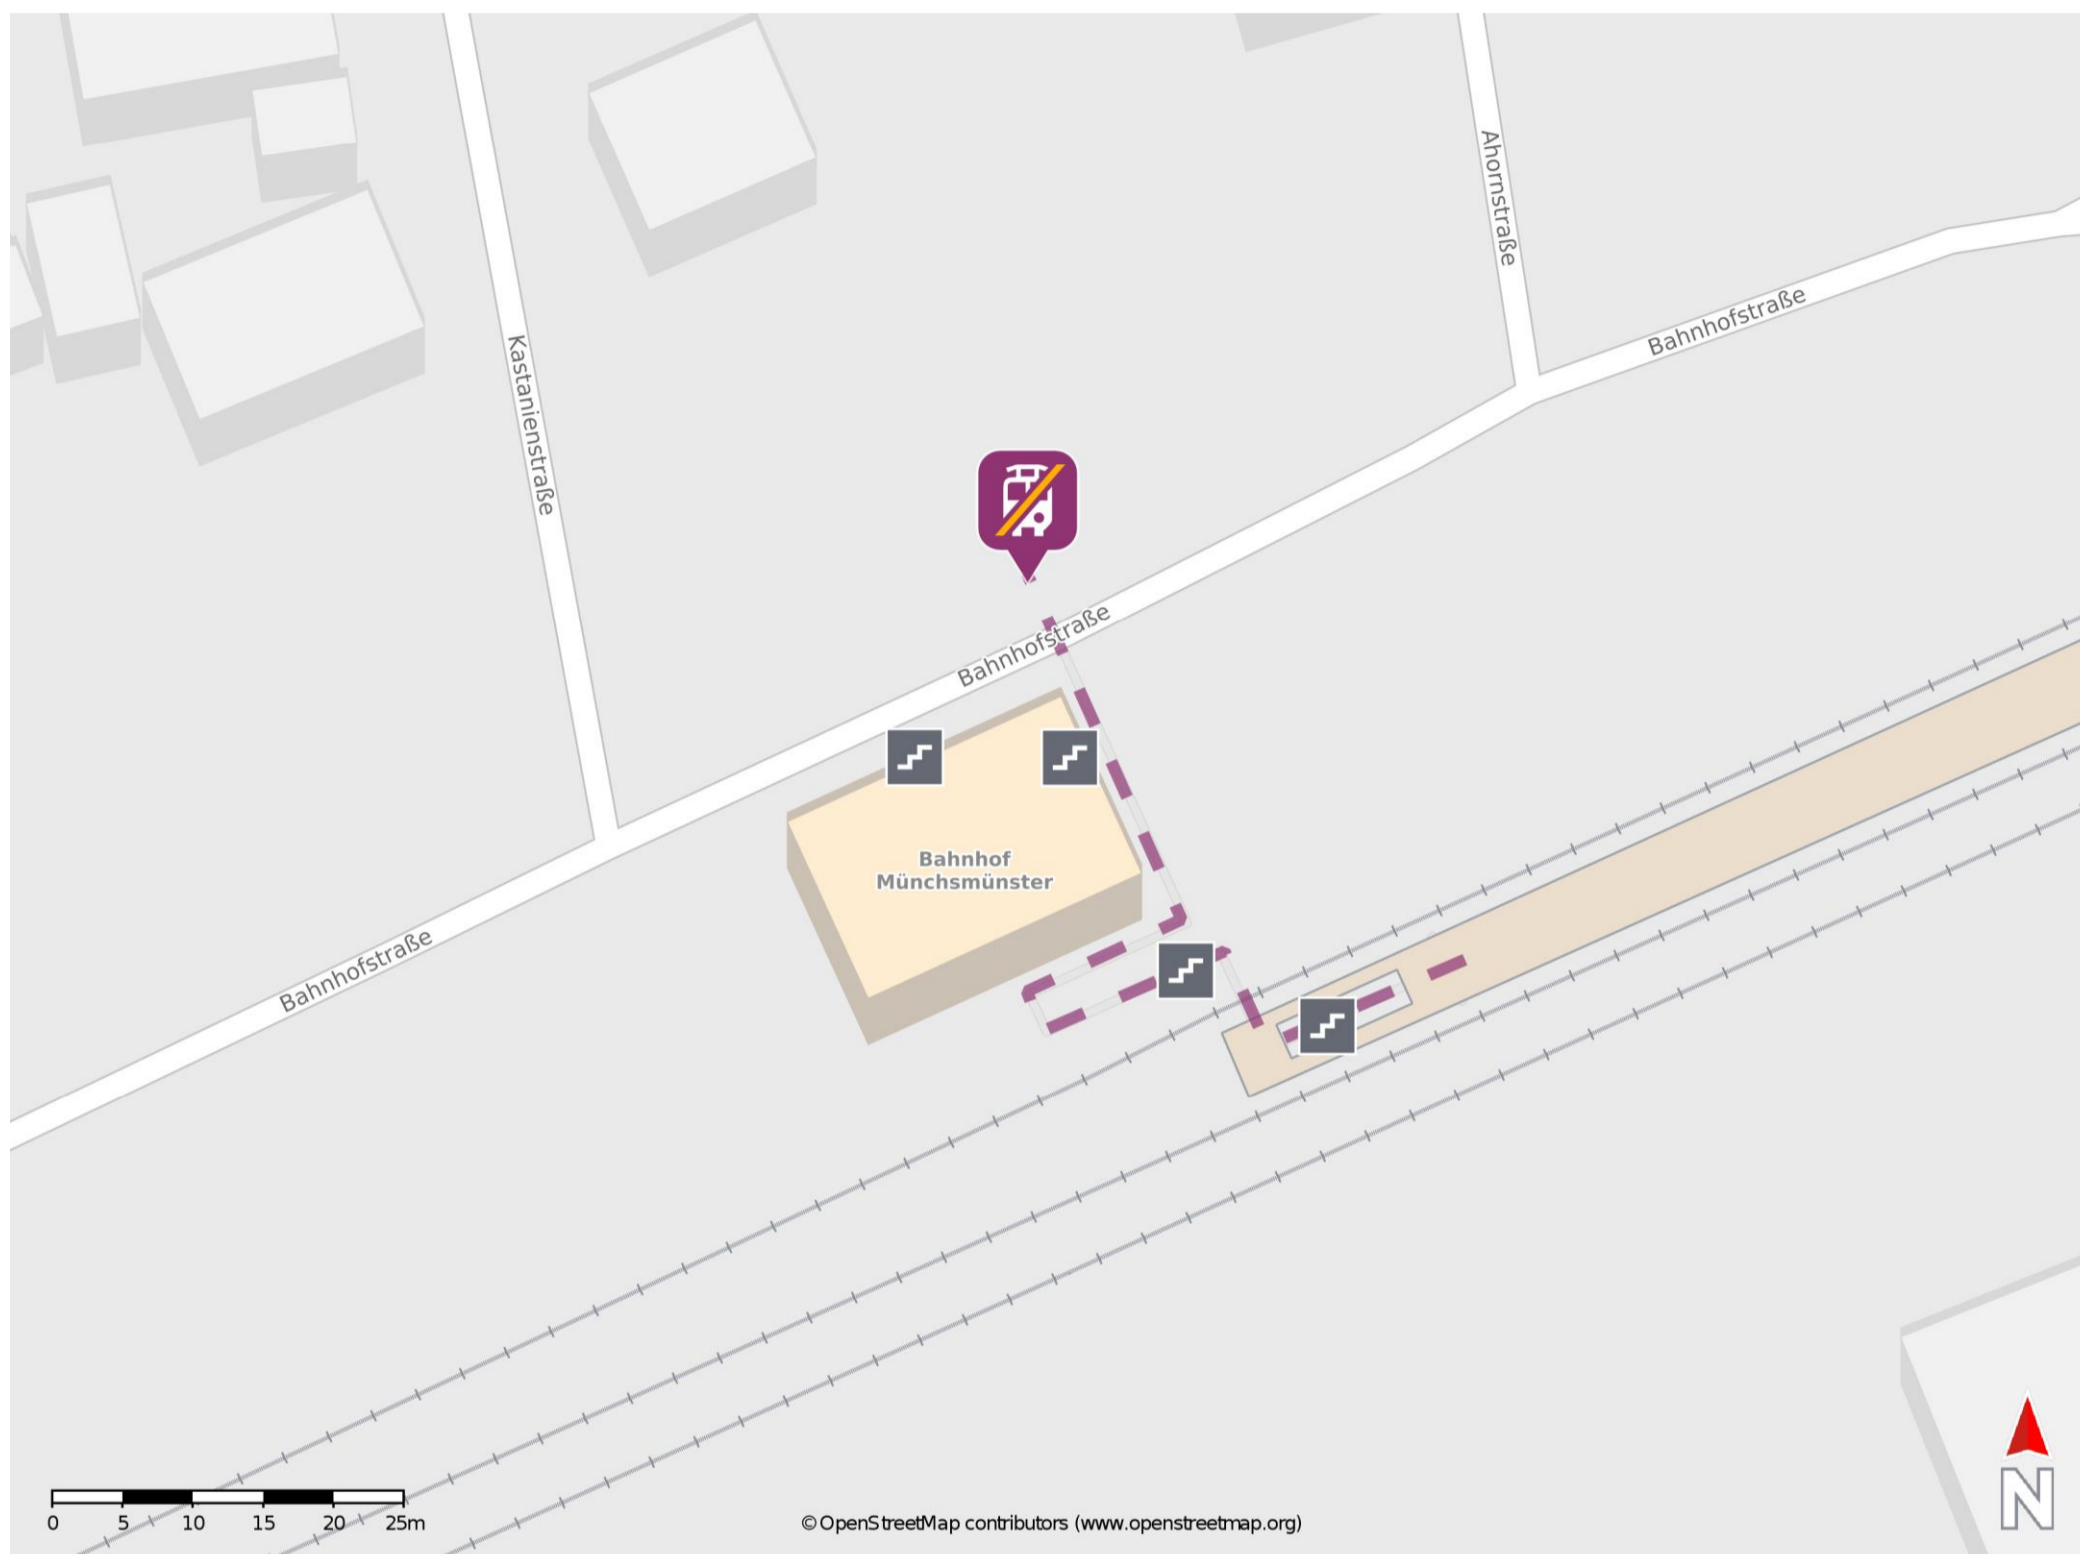 Ahornstraße
Bahnhofstraße
Kastanienstraße
Bahnhofstraße
Bahnhof
Münchsmünster
Bahnhofstraße
0 5 10 15 20 25m
© OpenStreetMap contributors (www.openstreetmap.org)
N